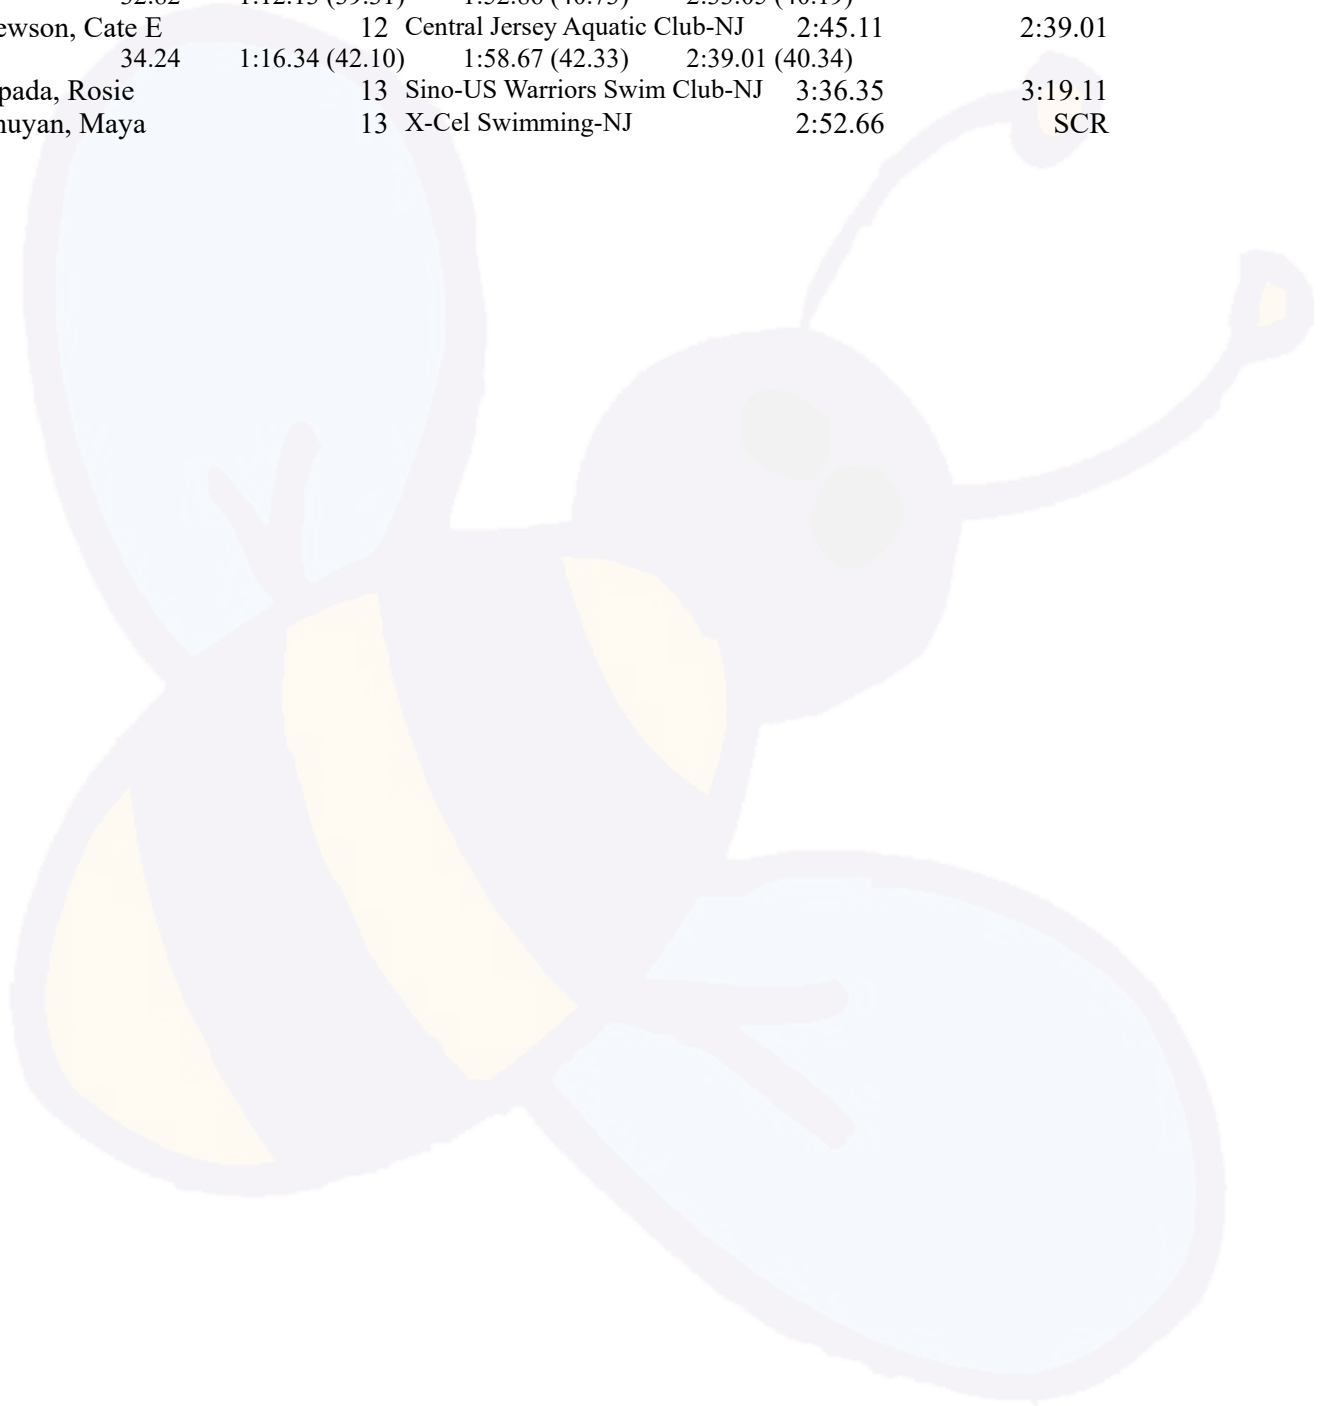 ewson, Cate E 12 Central Jersey Aquatic Club-NJ 2:45.11 2:39.01
34.24 1:16.34 (42.10) 1:58.67 (42.33) 2:39.01 (40.34)
pada, Rosie 13 Sino-US Warriors Swim Club-NJ 3:36.35 3:19.11
uyan, Maya 13 X-Cel Swimming-NJ 2:52.66 SCR